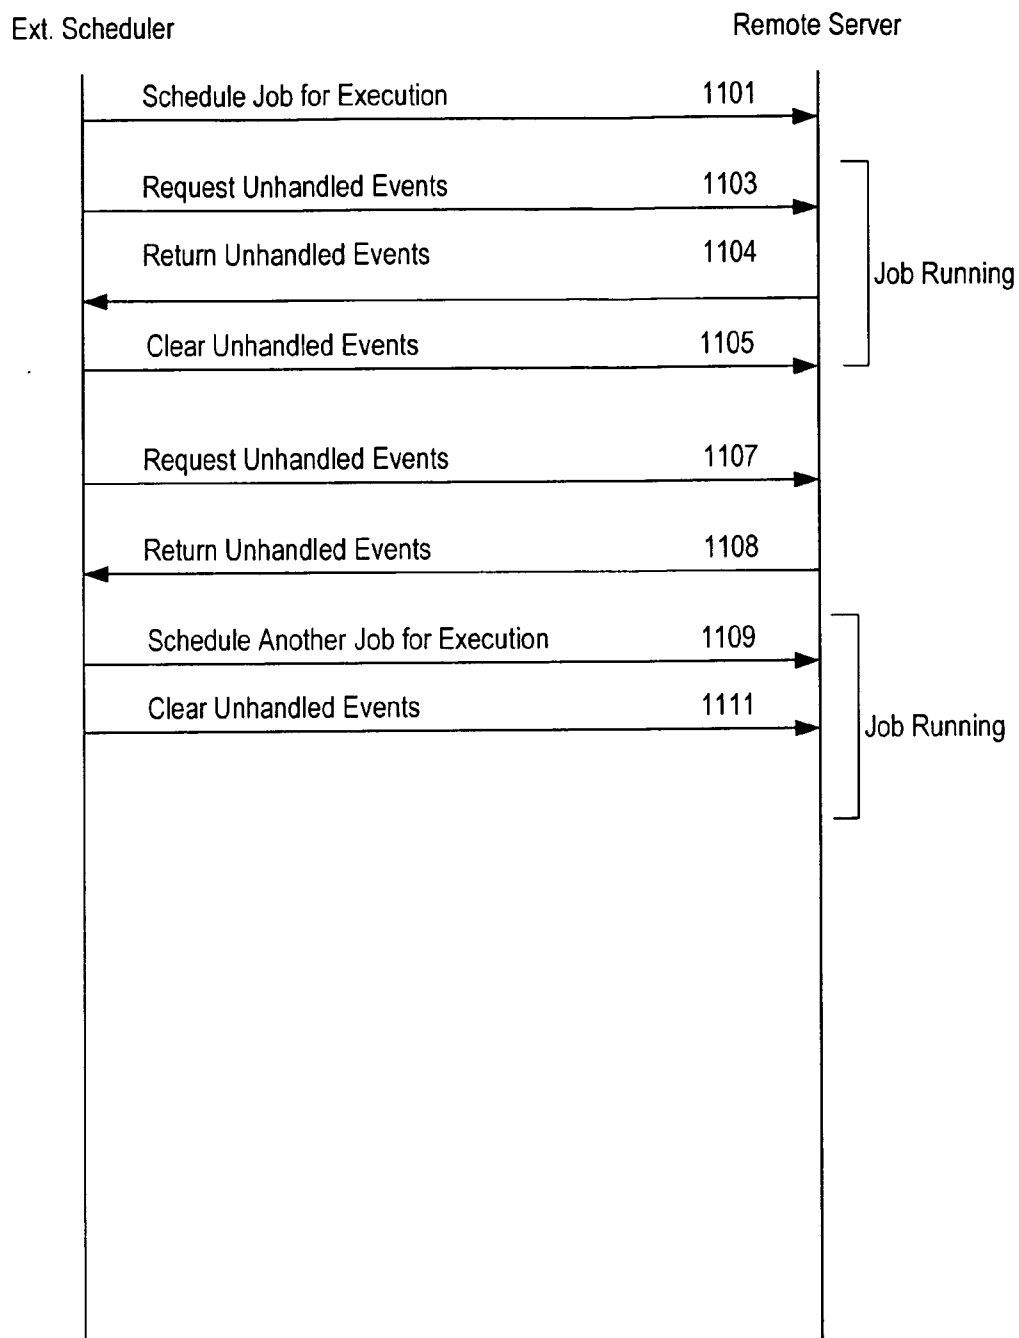 Ext. Scheduler
Remote Server
Schedule Job for Execution 1101
Request Unhandled Events 1103
Return Unhandled Events 1104
Job Running
Clear Unhandled Events 1105
Request Unhandled Events 1107
Return Unhandled Events 1108
Schedule Another Job for Execution 1109
Clear Unhandled Events 1111
Job Running